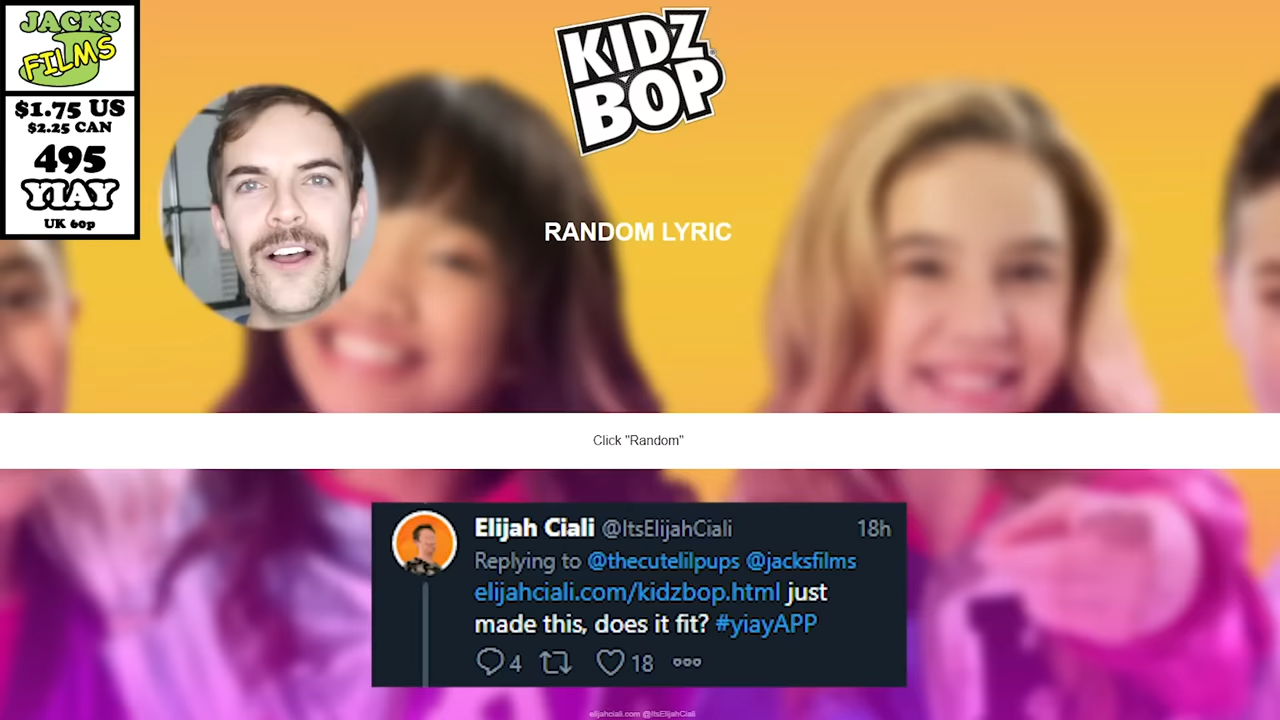 JACKS
FILMS
$1.75 US
$2.25 CAN
495
YIAY
UK 60p
KIDZ
BOP
RANDOM LYRIC
Click "Random"
Elijah Ciali @ItsElijahCiali 18h
Replying to @thecutelilpups @jacksfilms
elijahciali.com/kidzbop.html just
made this, does it fit? #yiayAPP
4 18
elijahciali.com @ItsElijahCiali